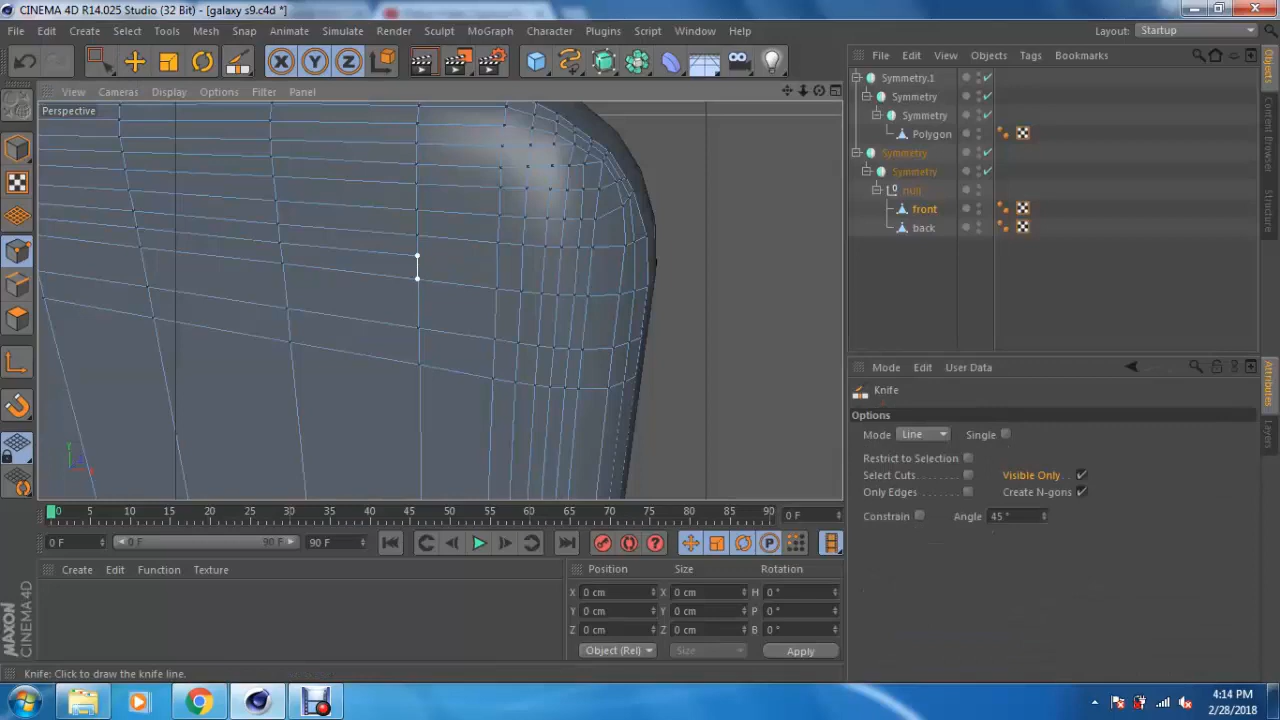 CINEMA 4D R14.025 Studio (32 Bit) - [galaxy s9.c4d *]
File Edit Create Select Tools Mesh Snap Animate Simulate Render Sculpt MoGraph Character Plugins Script Window Help Layout: Startup
X Y Z
File Edit View Objects Tags Bookmarks
View Cameras Display Options Filter Panel
Perspective
Symmetry.1
Symmetry
Symmetry
Polygon
Symmetry
Symmetry
null
front
back
Objects
Content Browser
Structure
Mode Edit User Data
Knife
Options
Mode Line Single
Restrict to Selection
Select Cuts Visible Only
Only Edges Create N-gons
Constrain Angle 45 °
Attributes
Layers
Y
0 5 10 15 20 25 30 35 40 45 50 55 60 65 70 75 80 85 90 0 F
0 F 0 F 90 F 90 F
Create Edit Function Texture
Position Size Rotation
X 0 cm X 0 cm H 0 °
Y 0 cm Y 0 cm P 0 °
Z 0 cm Z 0 cm B 0 °
Object (Rel) Size Apply
MAXON
CINEMA 4D
Knife: Click to draw the knife line.
4:14 PM
2/28/2018